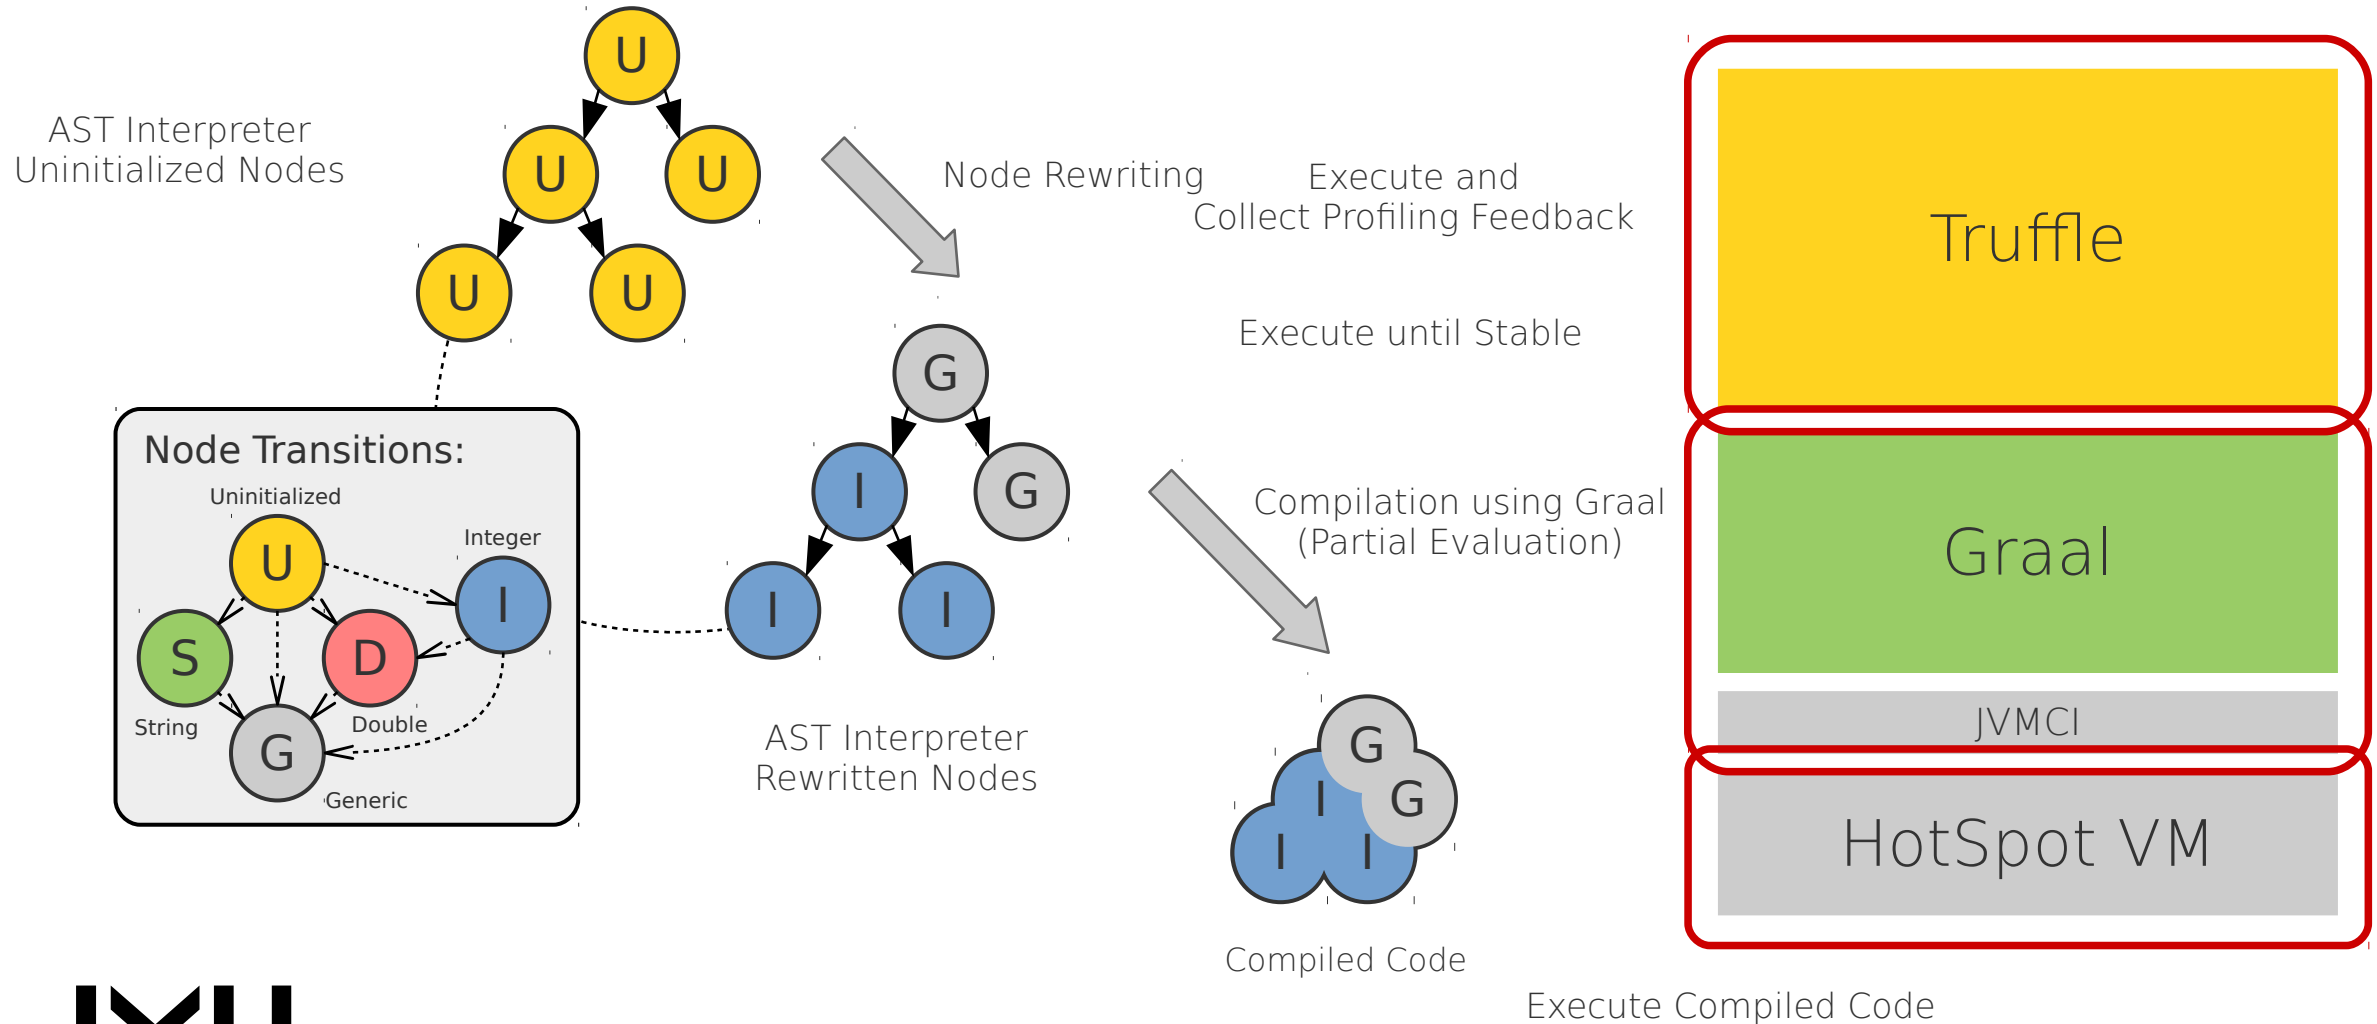 U
AST Interpreter
Uninitialized Nodes
U
U
U
U
Node Rewriting
Execute and
Collect Profiling Feedback
Execute until Stable
Truffle
Node Transitions:
Uninitialized
U
Integer
I
S
D
String
Double
G
Generic
G
I
G
I
I
AST Interpreter
Rewritten Nodes
Compilation using Graal
(Partial Evaluation)
Graal
JVMCI
HotSpot VM
G
I
G
I
I
Compiled Code
Execute Compiled Code